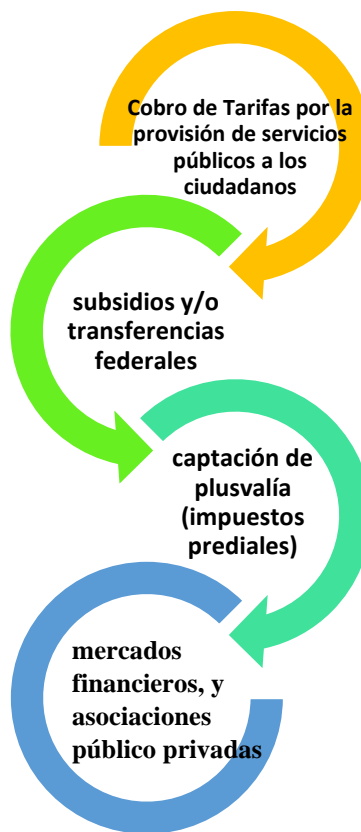 Cobro de Tarifas por la
provisión de servicios
públicos a los
ciudadanos
subsidios y/o
transferencias
federales
captación de
plusvalía
(impuestos
prediales)
mercados
financieros, y
asociaciones
público privadas